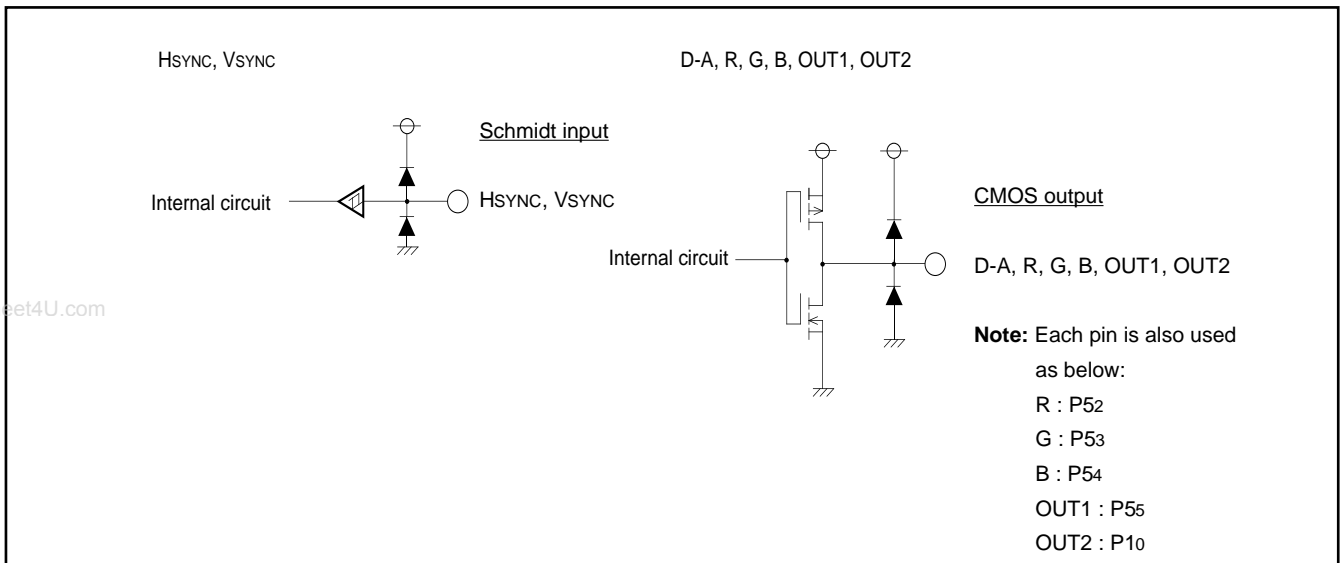 HSYNC, VSYNC
Schmidt input
Internal circuit
HSYNC, VSYNC
D-A, R, G, B, OUT1, OUT2
CMOS output
Internal circuit
D-A, R, G, B, OUT1, OUT2
Note: Each pin is also used
as below:
R : P52
G : P53
B : P54
OUT1 : P55
OUT2 : P10
eet4U.com